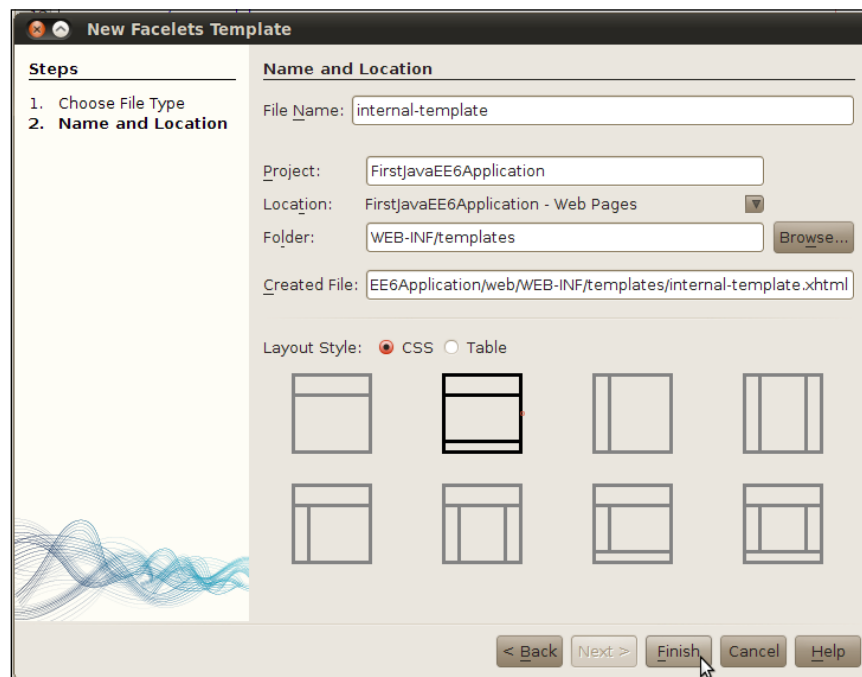 New Facelets Template
Steps
1. Choose File Type
2. Name and Location
Name and Location
File Name: internal-template
Project: FirstJavaEE6Application
Location: FirstJavaEE6Application - Web Pages
Folder: WEB-INF/templates Browse...
Created File: EE6Application/web/WEB-INF/templates/internal-template.xhtml
Layout Style: CSS Table
< Back Next > Finish Cancel Help